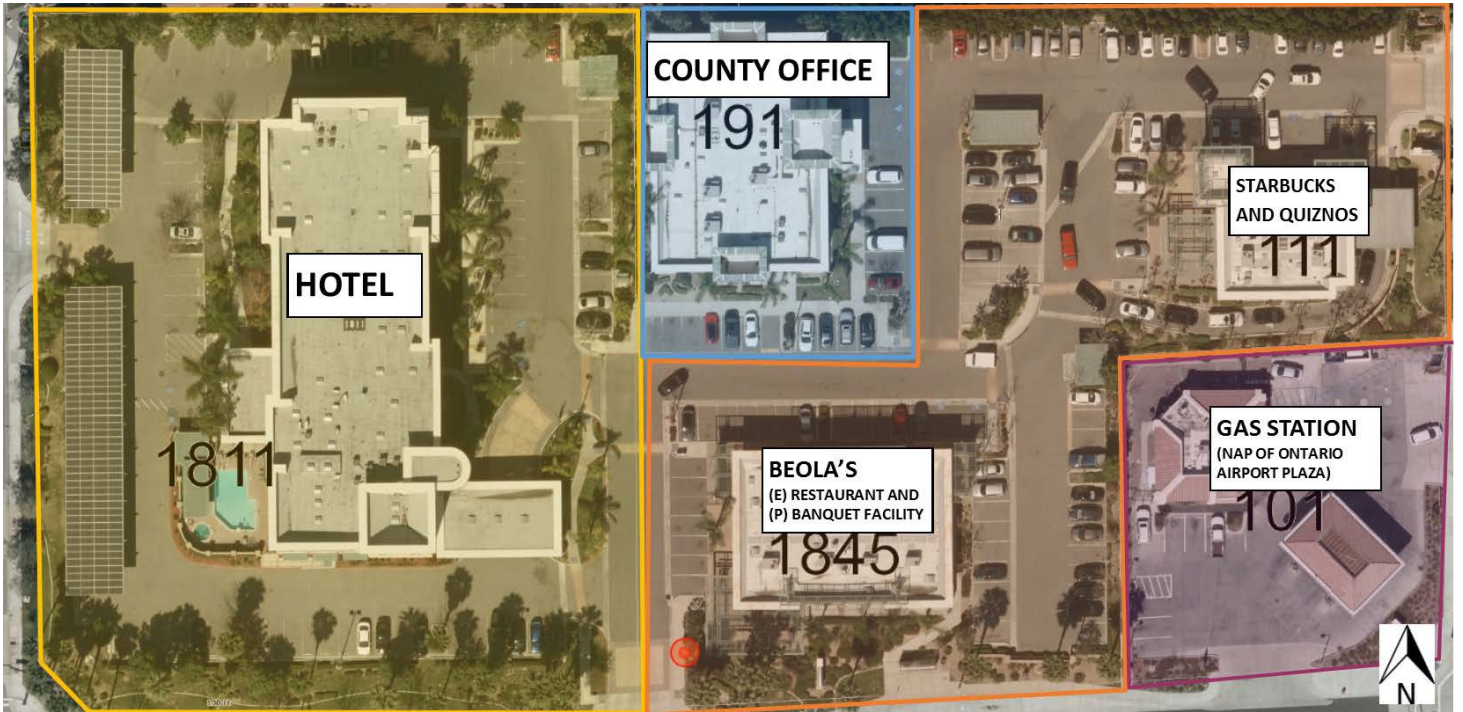 COUNTY OFFICE
191
STARBUCKS
AND QUIZNOS
111
HOTEL
1811
BEOLA'S
(E) RESTAURANT AND
(P) BANQUET FACILITY
1845
GAS STATION
(NAP OF ONTARIO
AIRPORT PLAZA)
101
N